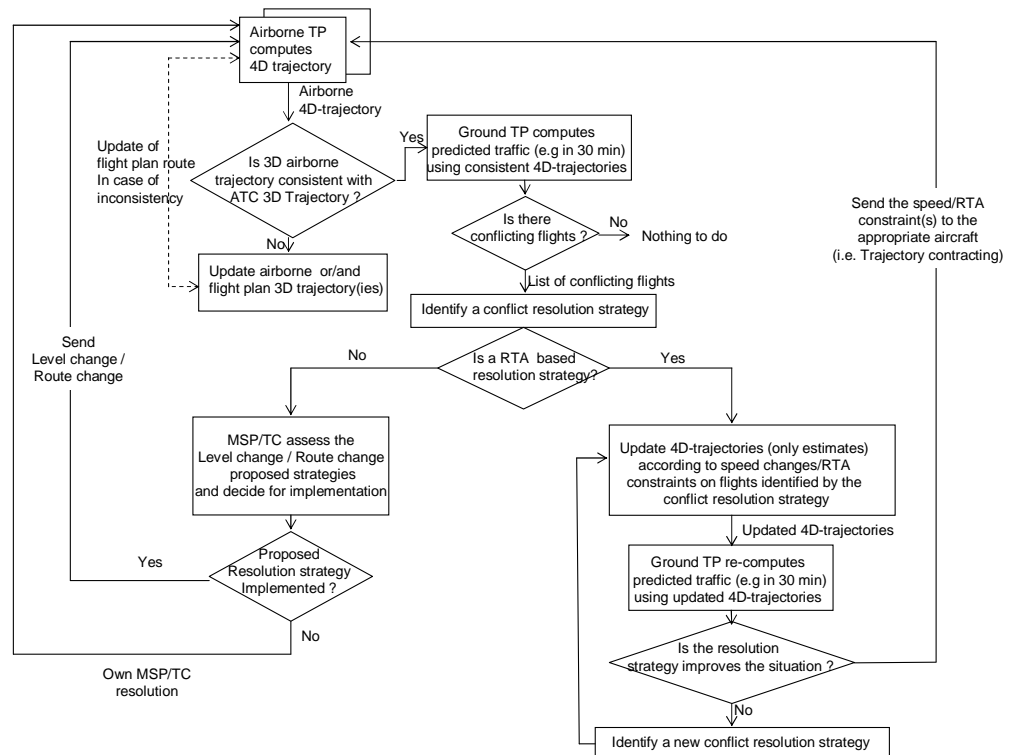 Airborne TP
computes
4D trajectory
Airborne
4D-trajectory
Update of
flight plan route
In case of
inconsistency
Is 3D airborne
trajectory consistent with
ATC 3D Trajectory ?
Yes
Ground TP computes
predicted traffic (e.g in 30 min)
using consistent 4D-trajectories
No
Update airborne or/and
flight plan 3D trajectory(ies)
Is there
conflicting flights ?
No
Nothing to do
List of conflicting flights
Identify a conflict resolution strategy
Send the speed/RTA
constraint(s) to the
appropriate aircraft
(i.e. Trajectory contracting)
Send
Level change /
Route change
Is a RTA based
resolution strategy?
No
Yes
MSP/TC assess the
Level change / Route change
proposed strategies
and decide for implementation
Update 4D-trajectories (only estimates)
according to speed changes/RTA
constraints on flights identified by the
conflict resolution strategy
Updated 4D-trajectories
Proposed
Resolution strategy
Implemented ?
Yes
No
Own MSP/TC
resolution
Ground TP re-computes
predicted traffic (e.g in 30 min)
using updated 4D-trajectories
Is the resolution
strategy improves the situation ?
No
Identify a new conflict resolution strategy